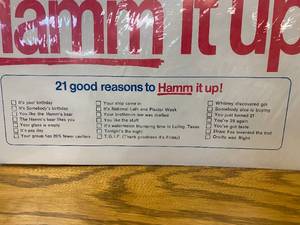 Hamm it up
21 good reasons to Hamm it up!
It's your birthday
It's Somebody's birthday
You like the Hamm's bear
The Hamm's bear likes you
Your glass is empty
It's pay day
Your group has 20% fewer cavities
Your ship came in
It's National Lath and Plaster Week
Your brother-in-law was drafted
You like the stuff
It's watermelon thumping time in Luling, Texas
Tonight's the night
T.G.I.F. (Thank goodness it's Friday)
Whitney discovered gin
Somebody else is buying
You just turned 21
You're 39 again
You've got taste
Draw! has invented the
Orville was Right